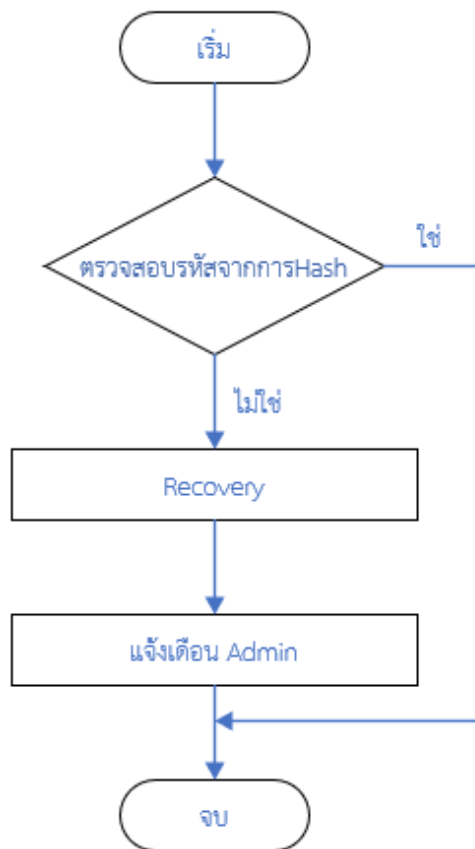 เริ่ม
ตรวจสอบรหัสจากการHash
ใช่
ไม่ใช่
Recovery
แจ้งเดือน Admin
จบ